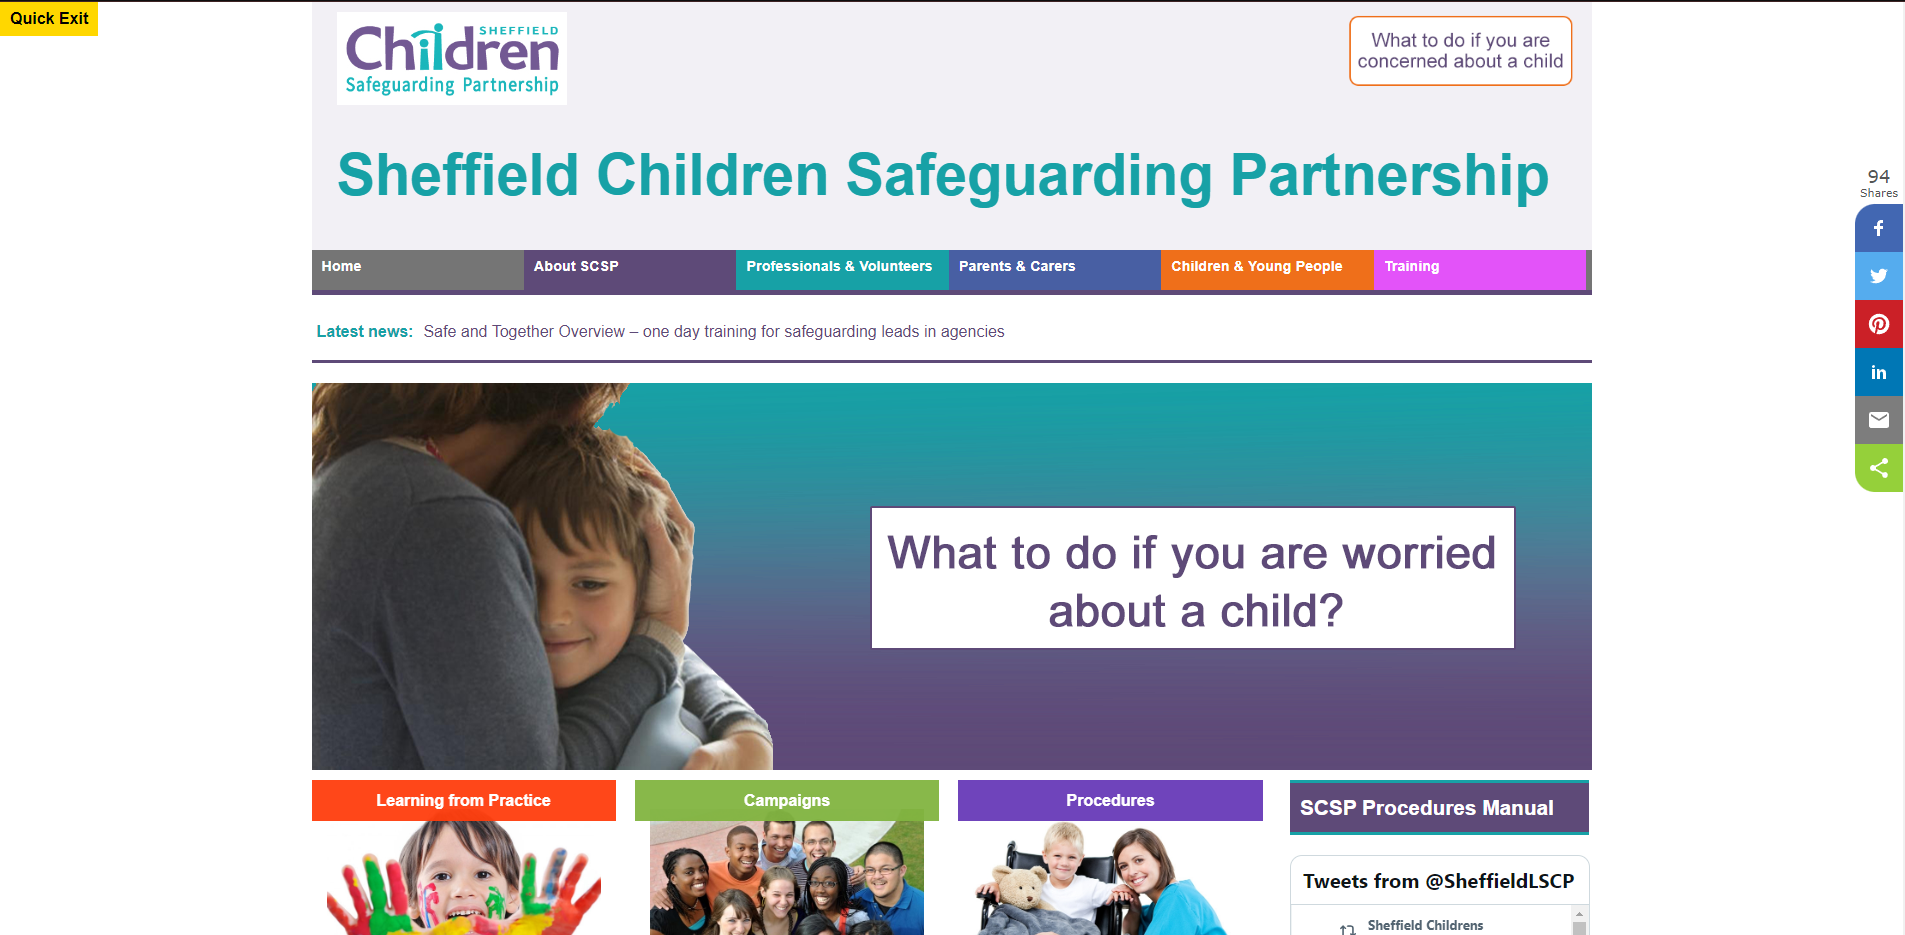 Quick Exit
SHEFFIELD
Children
Safeguarding Partnership
What to do if you are
concerned about a child
Sheffield Children Safeguarding Partnership
Home
About SCSP
Professionals & Volunteers
Parents & Carers
Children & Young People
Training
94
Shares
Latest news: Safe and Together Overview – one day training for safeguarding leads in agencies
What to do if you are worried
about a child?
Learning from Practice
Campaigns
Procedures
SCSP Procedures Manual
Tweets from @SheffieldLSCP
Sheffield Childrens